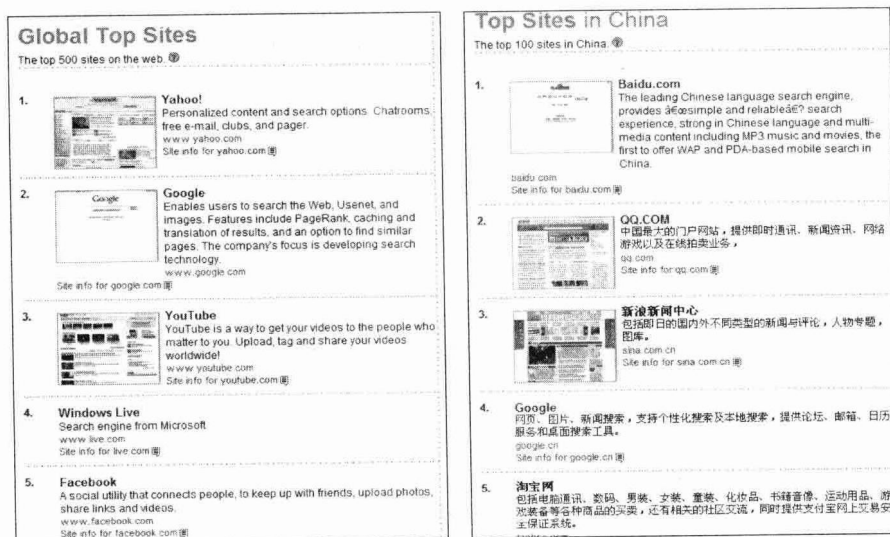 Global Top Sites
The top 500 sites on the web.
1.
Yahoo!
Personalized content and search options. Chatrooms,
free e-mail, clubs, and pager.
www.yahoo.com
Site info for yahoo.com
2.
Google
Google
Enables users to search the Web, Usenet, and
images. Features include PageRank, caching and
translation of results, and an option to find similar
pages. The company's focus is developing search
technology.
www.google.com
Site info for google.com
3.
YouTube
YouTube is a way to get your videos to the people who
matter to you. Upload, tag and share your videos
worldwide!
www.youtube.com
Site info for youtube.com
4.
Windows Live
Search engine from Microsoft
www.live.com
Site info for live.com
5.
Facebook
A social utility that connects people, to keep up with friends, upload photos,
share links and videos.
www.facebook.com
Site info for facebook.com
Top Sites in China
The top 100 sites in China.
1.
Baidu.com
The leading Chinese language search engine,
provides â€œsimple and reliableâ€? search
experience, strong in Chinese language and multi-
media content including MP3 music and movies, the
first to offer WAP and PDA-based mobile search in
China.
baidu.com
Site info for baidu.com
2.
QQ.COM
中国最大的门户网站，提供即时通讯、新闻资讯、网络
游戏以及在线拍卖业务，
qq.com
Site info for qq.com
3.
新浪新闻中心
包括即日的国内外不同类型的新闻与评论，人物专题，
图库。
sina.com.cn
Site info for sina.com.cn
4.
Google
网页、图片、新闻搜索，支持个性化搜索及本地搜索，提供论坛、邮箱、日历
服务和桌面搜索工具。
google.cn
Site info for google.cn
5.
淘宝网
包括电脑通讯、数码、男装、女装、童装、化妆品、书籍音像、运动用品、游
戏装备等各种商品的买卖，还有相关的社区交流，同时提供支付宝网上交易安
全保证系统。